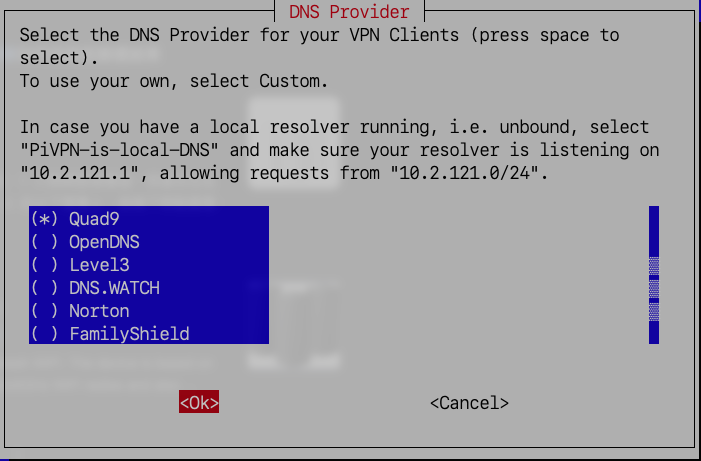 DNS Provider
Select the DNS Provider for your VPN Clients (press space to
select).
To use your own, select Custom.
In case you have a local resolver running, i.e. unbound, select
"PiVPN-is-local-DNS" and make sure your resolver is listening on
"10.2.121.1", allowing requests from "10.2.121.0/24".
(*) Quad9
( ) OpenDNS
( ) Level3
( ) DNS.WATCH
( ) Norton
( ) FamilyShield
<Ok> <Cancel>